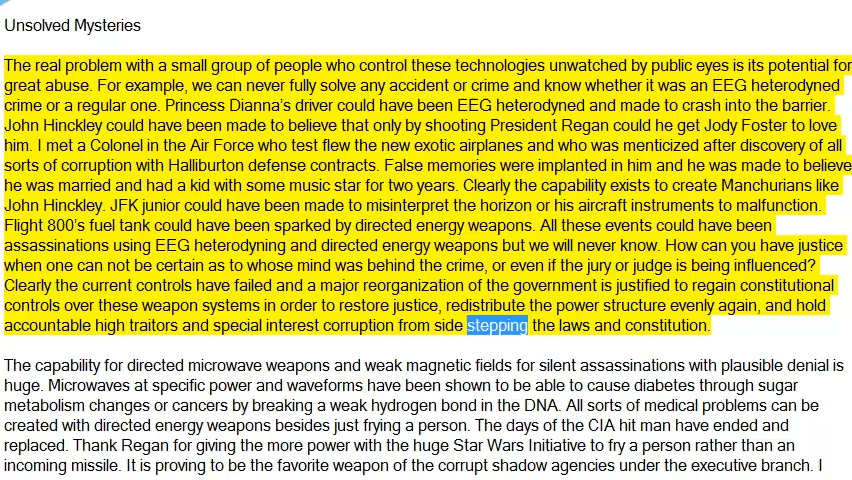 Unsolved Mysteries
The real problem with a small group of people who control these technologies unwatched by public eyes is its potential for
great abuse. For example, we can never fully solve any accident or crime and know whether it was an EEG heterodyned
crime or a regular one. Princess Dianna's driver could have been EEG heterodyned and made to crash into the barrier.
John Hinckley could have been made to believe that only by shooting President Regan could he get Jody Foster to love
him. I met a Colonel in the Air Force who test flew the new exotic airplanes and who was menticized after discovery of all
sorts of corruption with Halliburton defense contracts. False memories were implanted in him and he was made to believe
he was married and had a kid with some music star for two years. Clearly the capability exists to create Manchurians like
John Hinckley. JFK junior could have been made to misinterpret the horizon or his aircraft instruments to malfunction.
Flight 800's fuel tank could have been sparked by directed energy weapons. All these events could have been
assassinations using EEG heterodyning and directed energy weapons but we will never know. How can you have justice
when one can not be certain as to whose mind was behind the crime, or even if the jury or judge is being influenced?
Clearly the current controls have failed and a major reorganization of the government is justified to regain constitutional
controls over these weapon systems in order to restore justice, redistribute the power structure evenly again, and hold
accountable high traitors and special interest corruption from side stepping the laws and constitution.
The capability for directed microwave weapons and weak magnetic fields for silent assassinations with plausible denial is
huge. Microwaves at specific power and waveforms have been shown to be able to cause diabetes through sugar
metabolism changes or cancers by breaking a weak hydrogen bond in the DNA. All sorts of medical problems can be
created with directed energy weapons besides just frying a person. The days of the CIA hit man have ended and
replaced. Thank Regan for giving the more power with the huge Star Wars Initiative to fry a person rather than an
incoming missile. It is proving to be the favorite weapon of the corrupt shadow agencies under the executive branch. I